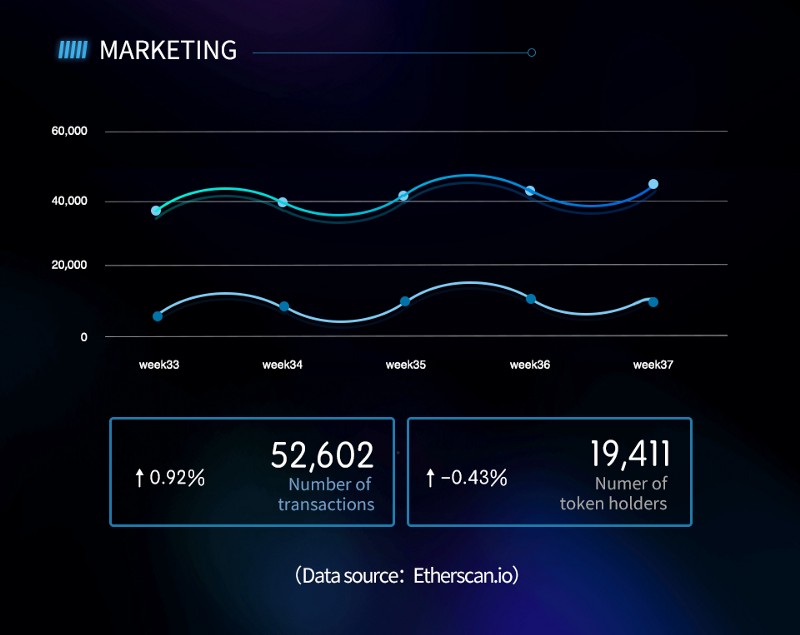 MARKETING
60,000
40,000
20,000
0
week33 week34 week35 week36 week37
↑ 0.92%
52,602
Number of
transactions
↑ −0.43%
19,411
Numer of
token holders
（Data source： Etherscan.io）